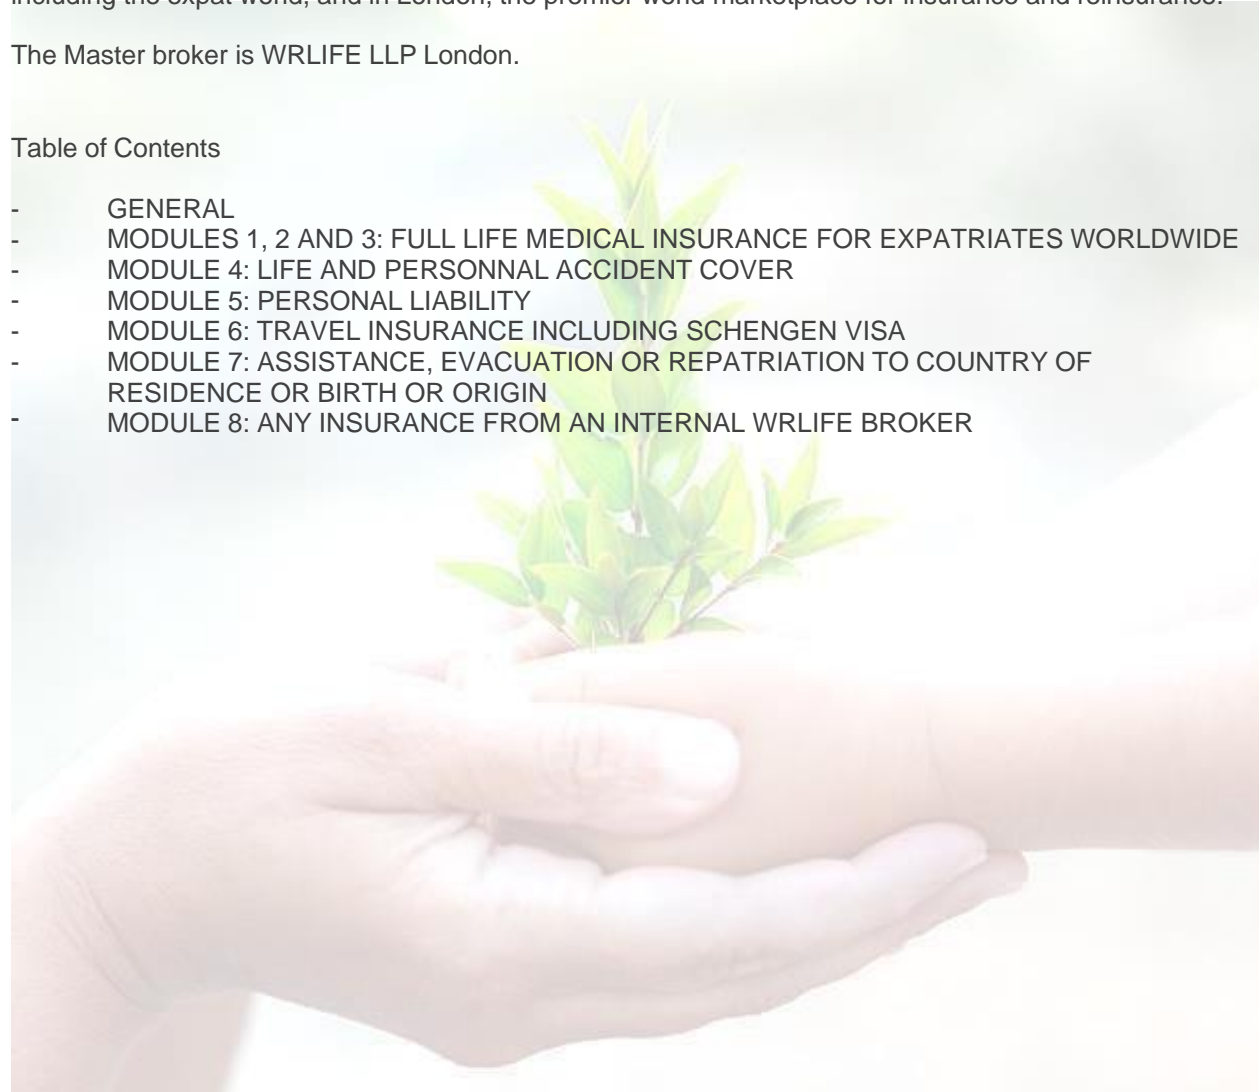 including the expat world, and in London, the premier world marketplace for insurance and reinsurance.
The Master broker is WRLIFE LLP London.
Table of Contents
- GENERAL
- MODULES 1, 2 AND 3: FULL LIFE MEDICAL INSURANCE FOR EXPATRIATES WORLDWIDE
- MODULE 4: LIFE AND PERSONNAL ACCIDENT COVER
- MODULE 5: PERSONAL LIABILITY
- MODULE 6: TRAVEL INSURANCE INCLUDING SCHENGEN VISA
- MODULE 7: ASSISTANCE, EVACUATION OR REPATRIATION TO COUNTRY OF
RESIDENCE OR BIRTH OR ORIGIN
- MODULE 8: ANY INSURANCE FROM AN INTERNAL WRLIFE BROKER